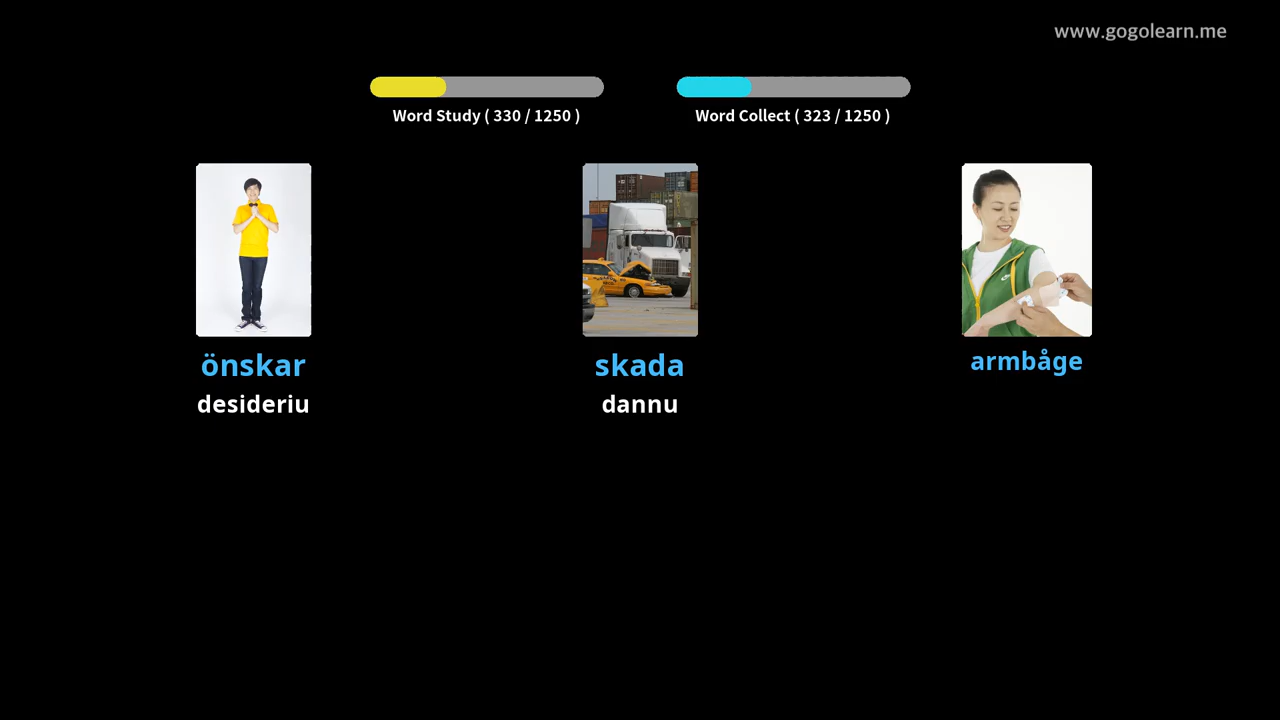 www.gogolearn.me
Word Study ( 330 / 1250 )
Word Collect ( 323 / 1250 )
önskar
desideriu
skada
dannu
armbåge